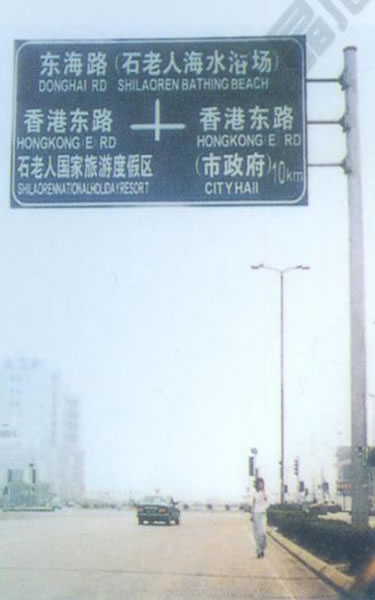 东海路（石老人海水浴场）
DONGHAI RD SHILAOREN BATHING BEACH
香港东路
HONGKONG E RD
石老人国家旅游度假区
SHILAORENNATIONALHOLIDAYRESORT
香港东路
HONGKONG E RD
（市政府）10km
CITYHAll